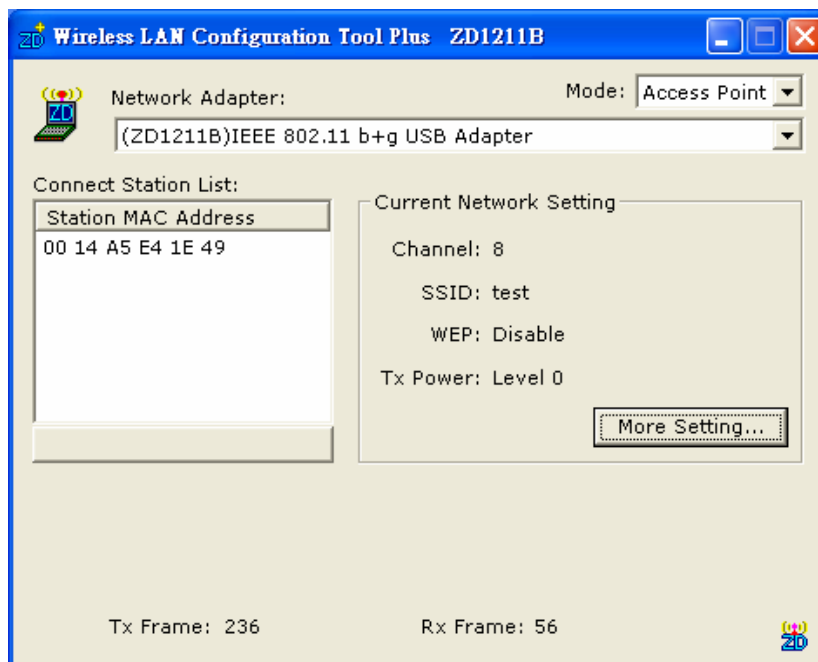 ZD Wireless LAN Configuration Tool Plus ZD1211B
Mode: Access Point
ZD
Network Adapter:
(ZD1211B)IEEE 802.11 b+g USB Adapter
Connect Station List:
Station MAC Address
00 14 A5 E4 1E 49
Current Network Setting
Channel: 8
SSID: test
WEP: Disable
Tx Power: Level 0
More Setting...
Tx Frame: 236
Rx Frame: 56
ZD